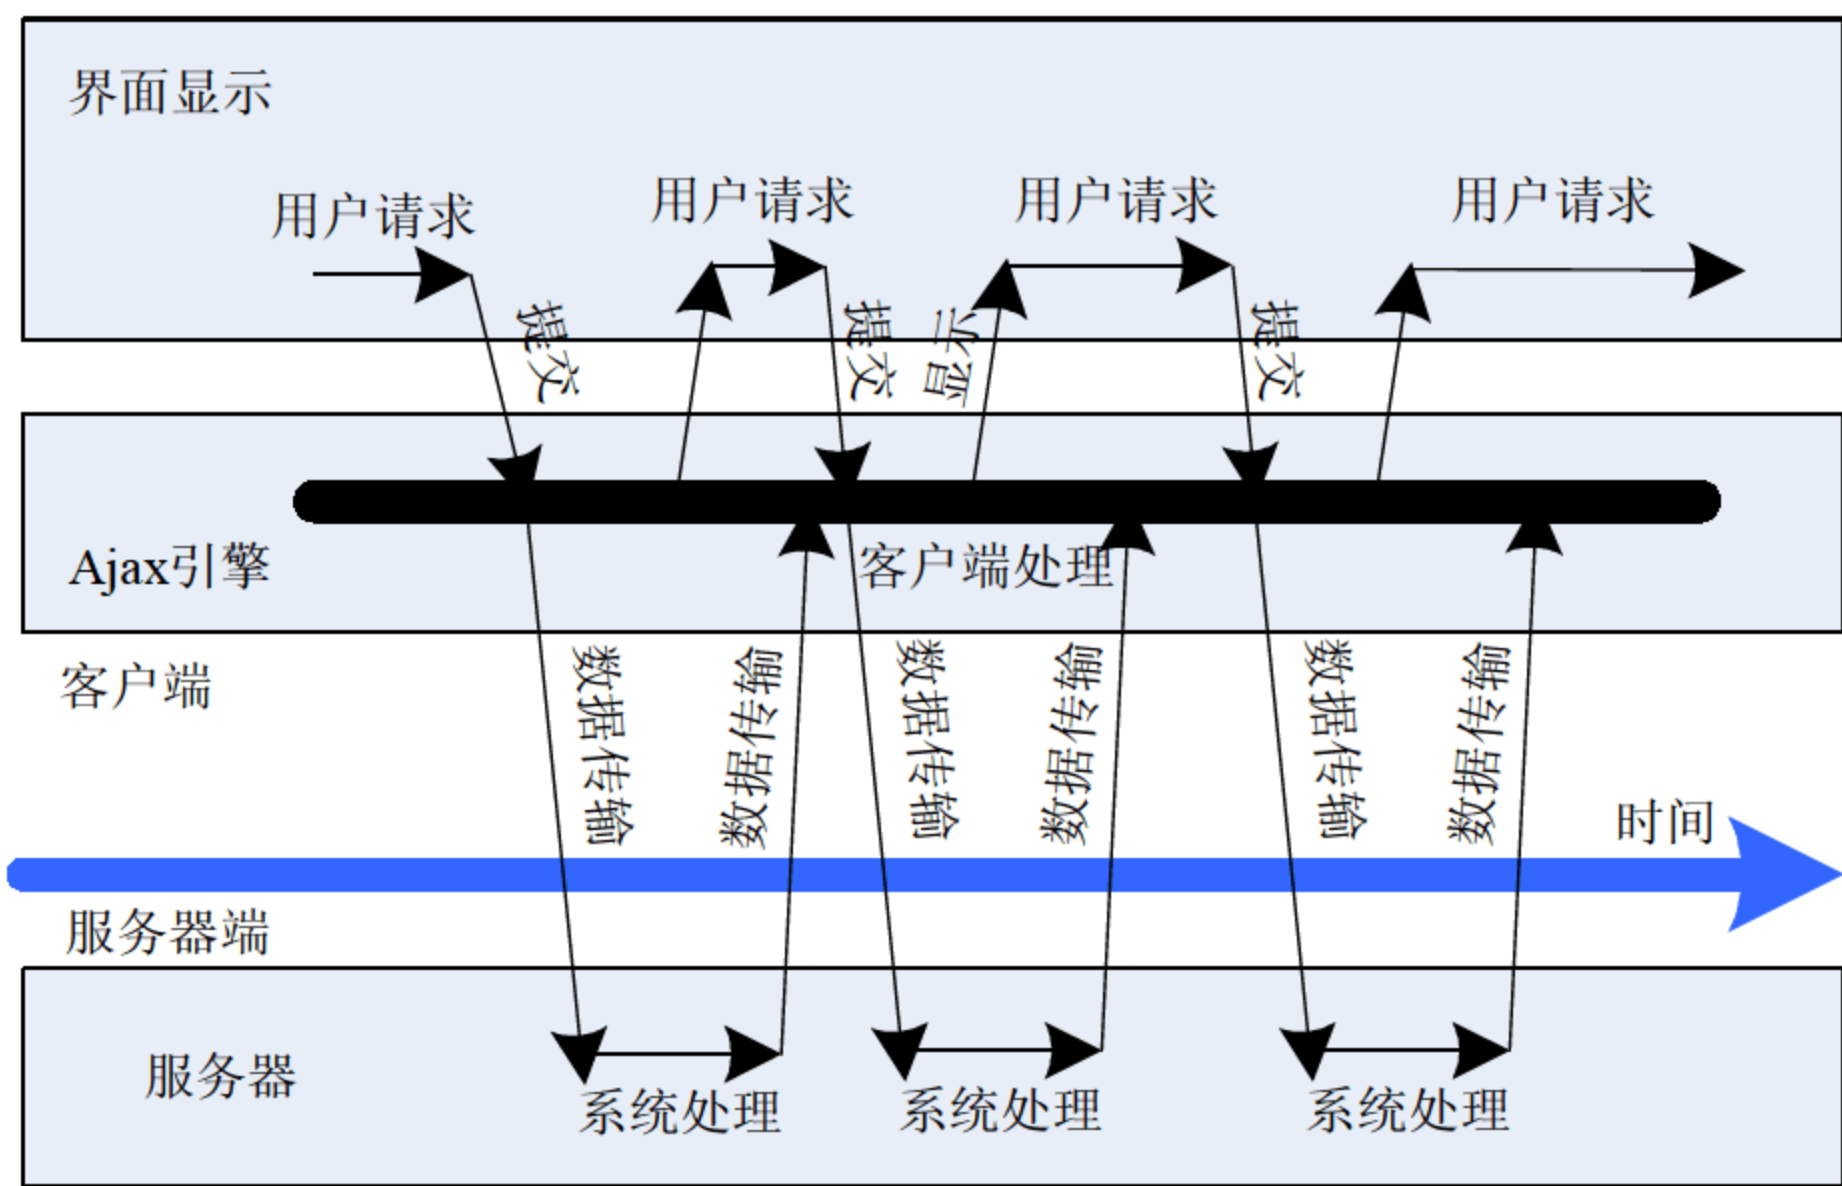 界面显示
用户请求
用户请求
用户请求
用户请求
提交
提交
显示
提交
Ajax引擎
客户端处理
客户端
数据传输
数据传输
数据传输
数据传输
数据传输
数据传输
时间
服务器端
服务器
系统处理
系统处理
系统处理